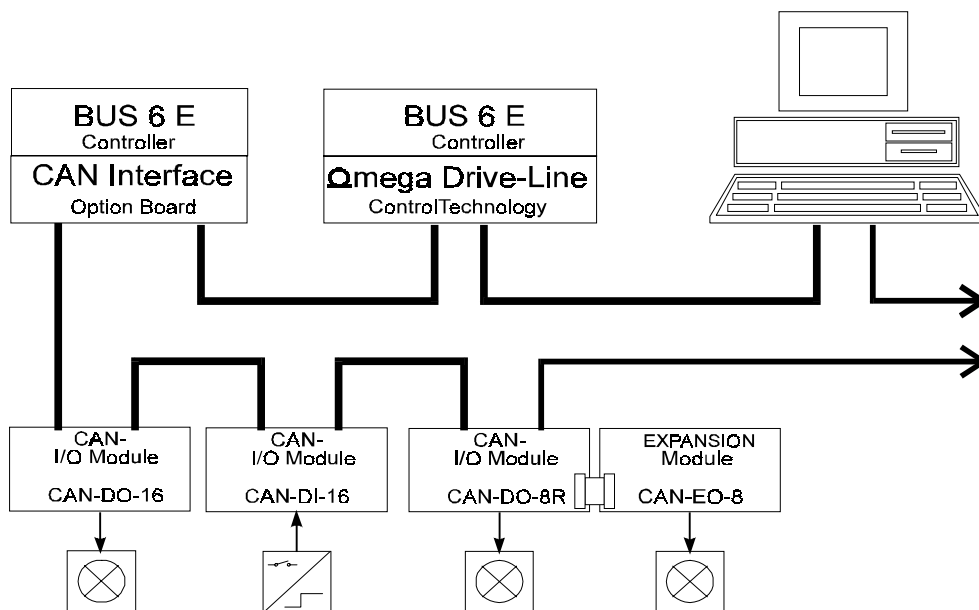 BUS 6 E
Controller
CAN Interface
Option Board
BUS 6 E
Controller
Ωmega Drive-Line
ControlTechnology
CAN-
I/O Module
CAN-DO-16
CAN-
I/O Module
CAN-DI-16
CAN-
I/O Module
CAN-DO-8R
EXPANSION
Module
CAN-EO-8